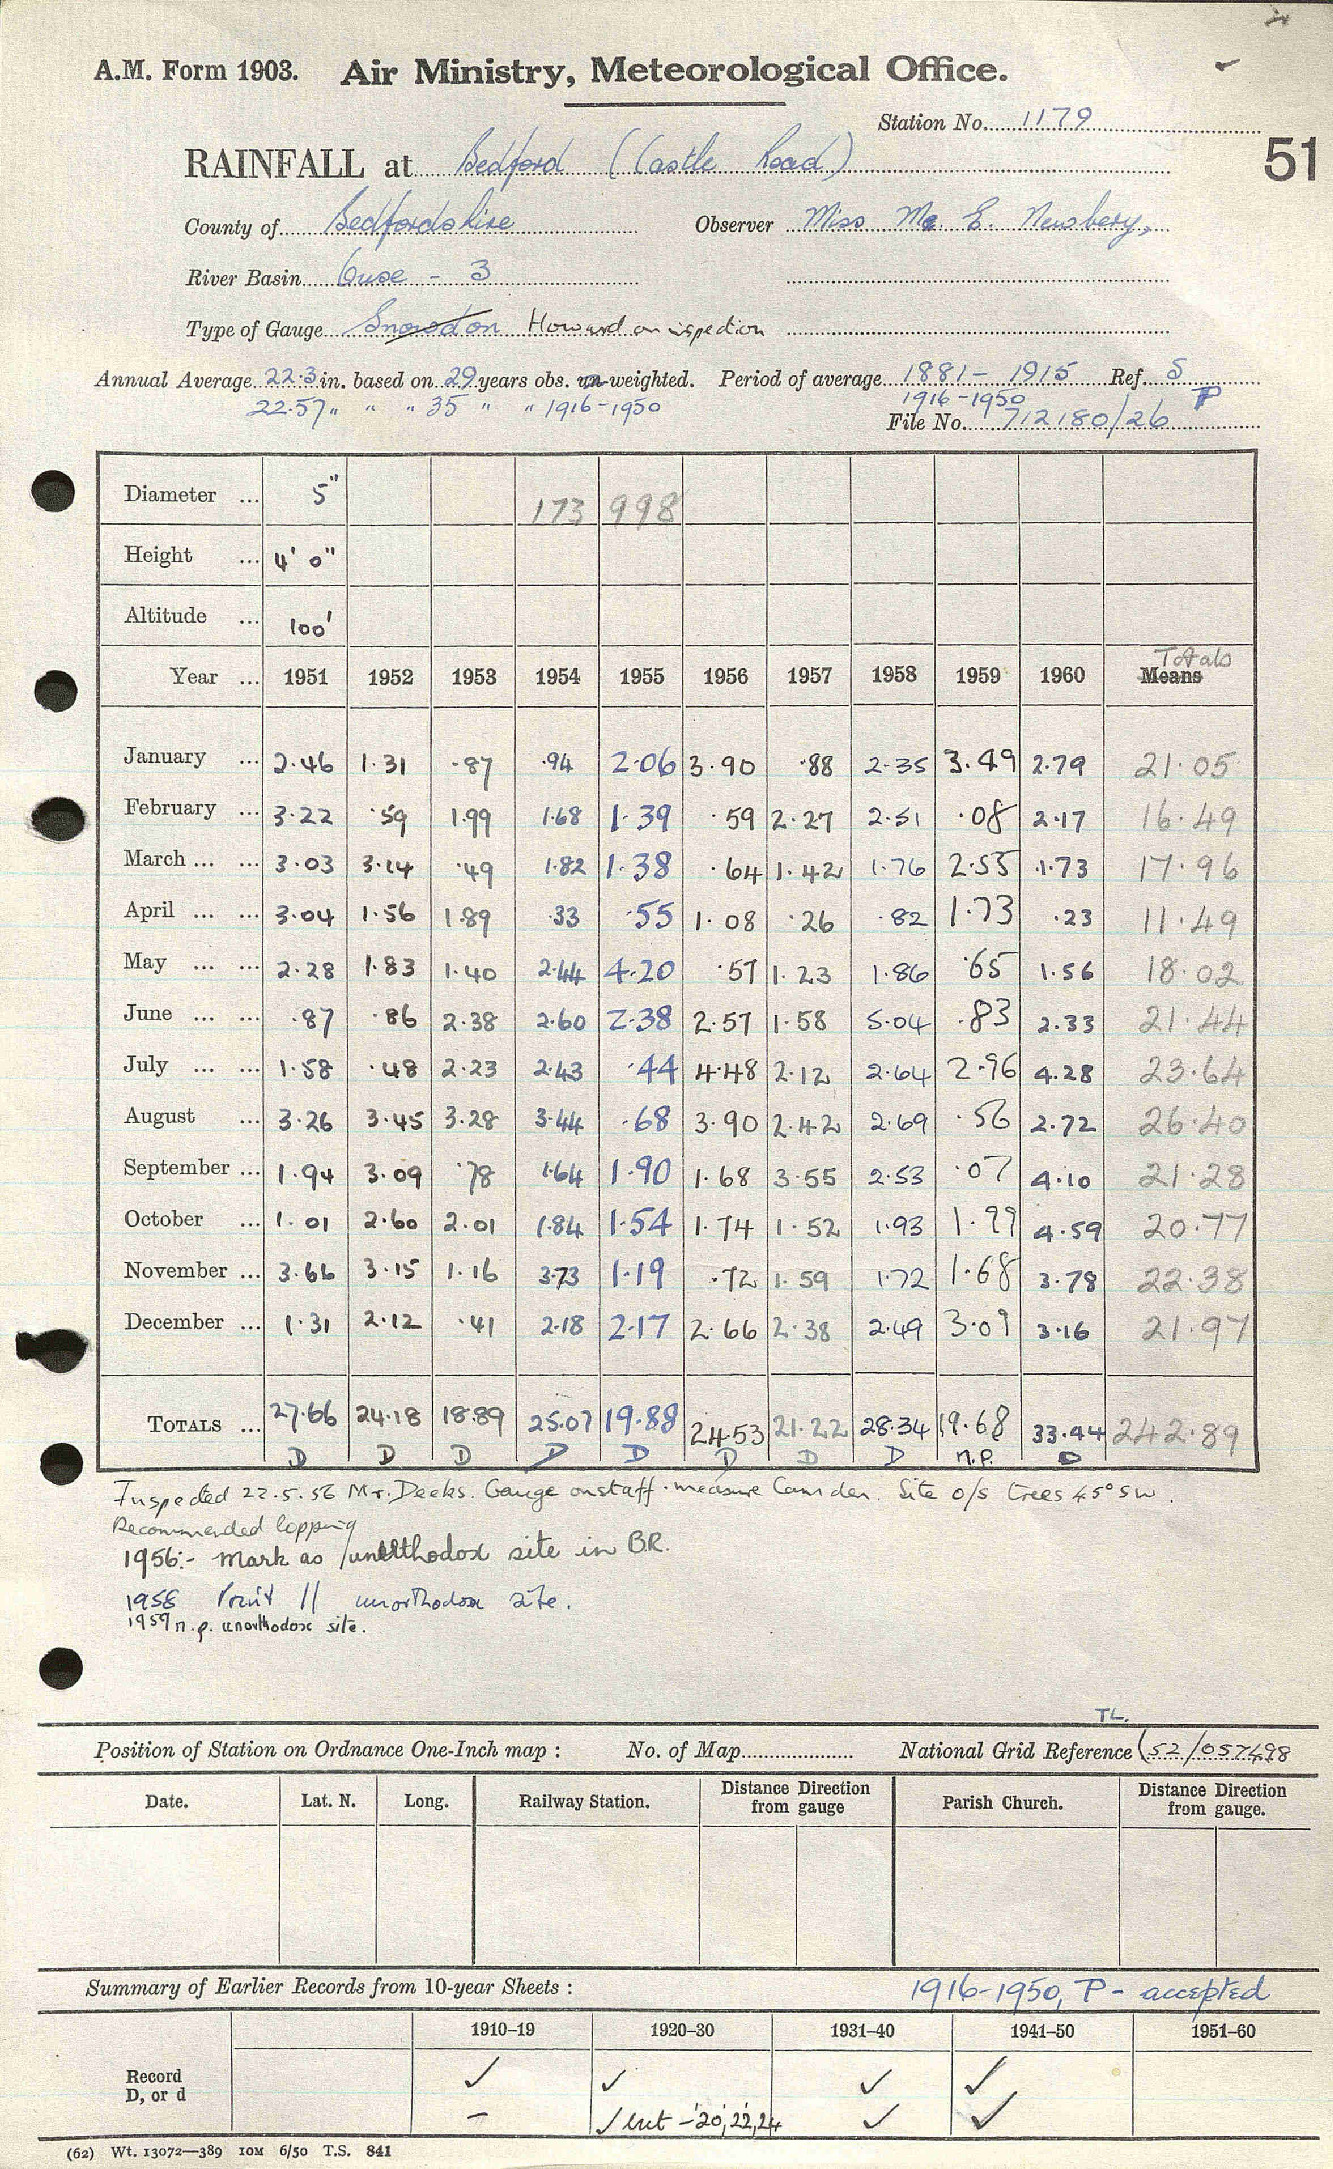 A.M. Form 1903. Air Ministry, Meteorological Office.
Station No. 1179
RAINFALL at Bedford (Castle Road)
51
County of Bedfordshire Observer Miss M. E. Newbery,
River Basin Ouse - 3
Type of Gauge Snowdon Howard on inspection
Annual Average 22.3 in. based on 29 years obs. un-weighted. Period of average 1881 - 1915 Ref. S
22.57 " " " 35 " " " 1916-1950 1916-1950 P
File No. 712180/26
Diameter ... 5" 173 998
Height ... 4' 0"
Altitude ... 100'
Totals
Year ... 1951 1952 1953 1954 1955 1956 1957 1958 1959 1960 Means
January ... 2.46 1.31 .87 .94 2.06 3.90 .88 2.35 3.49 2.79 21.05
February ... 3.22 .59 1.99 1.68 1.39 .59 2.27 2.51 .08 2.17 16.49
March ... ... 3.03 3.14 .49 1.82 1.38 .64 1.42 1.76 2.55 1.73 17.96
April ... ... 3.04 1.56 1.89 .33 .55 1.08 .26 .82 1.73 .23 11.49
May ... ... 2.28 1.83 1.40 2.44 4.20 .57 1.23 1.86 .65 1.56 18.02
June ... ... .87 .86 2.38 2.60 2.38 2.57 1.58 5.04 .83 2.33 21.44
July ... ... 1.58 .48 2.23 2.43 .44 4.48 2.12 2.64 2.96 4.28 23.64
August ... 3.26 3.45 3.28 3.44 .68 3.90 2.42 2.69 .56 2.72 26.40
September ... 1.94 3.09 .78 1.64 1.90 1.68 3.55 2.53 .07 4.10 21.28
October ... 1.01 2.60 2.01 1.84 1.54 1.74 1.52 1.93 1.99 4.59 20.77
November ... 3.66 3.15 1.16 3.73 1.19 .72 1.59 1.72 1.68 3.78 22.38
December ... 1.31 2.12 .41 2.18 2.17 2.66 2.38 2.49 3.09 3.16 21.97
TOTALS ... 27.66 24.18 18.89 25.07 19.88 24.53 21.22 28.34 19.68 33.44 242.89
D D D D D D D D n.p. D
Inspected 22.5.56 Mr. Deeks. Gauge on staff. measure Camden. Site o/s trees 45° SW.
Recommended lopping
1956:- Mark as unorthodox site in B.R.
1958 Print // unorthodox site.
1959 n.p. unorthodox site.
TL.
Position of Station on Ordnance One-Inch map : No. of Map National Grid Reference (52/057498
Date. Lat. N. Long. Railway Station. Distance from gauge Direction Parish Church. Distance from gauge. Direction
Summary of Earlier Records from 10-year Sheets : 1916-1950, P - accepted
1910–19 1920–30 1931–40 1941–50 1951–60
Record ✓ ✓ ✓ ✓
D, or d – ✓ but -'20,'22,'24 ✓ ✓
(62) Wt. 13072—389 10M 6/50 T.S. 841